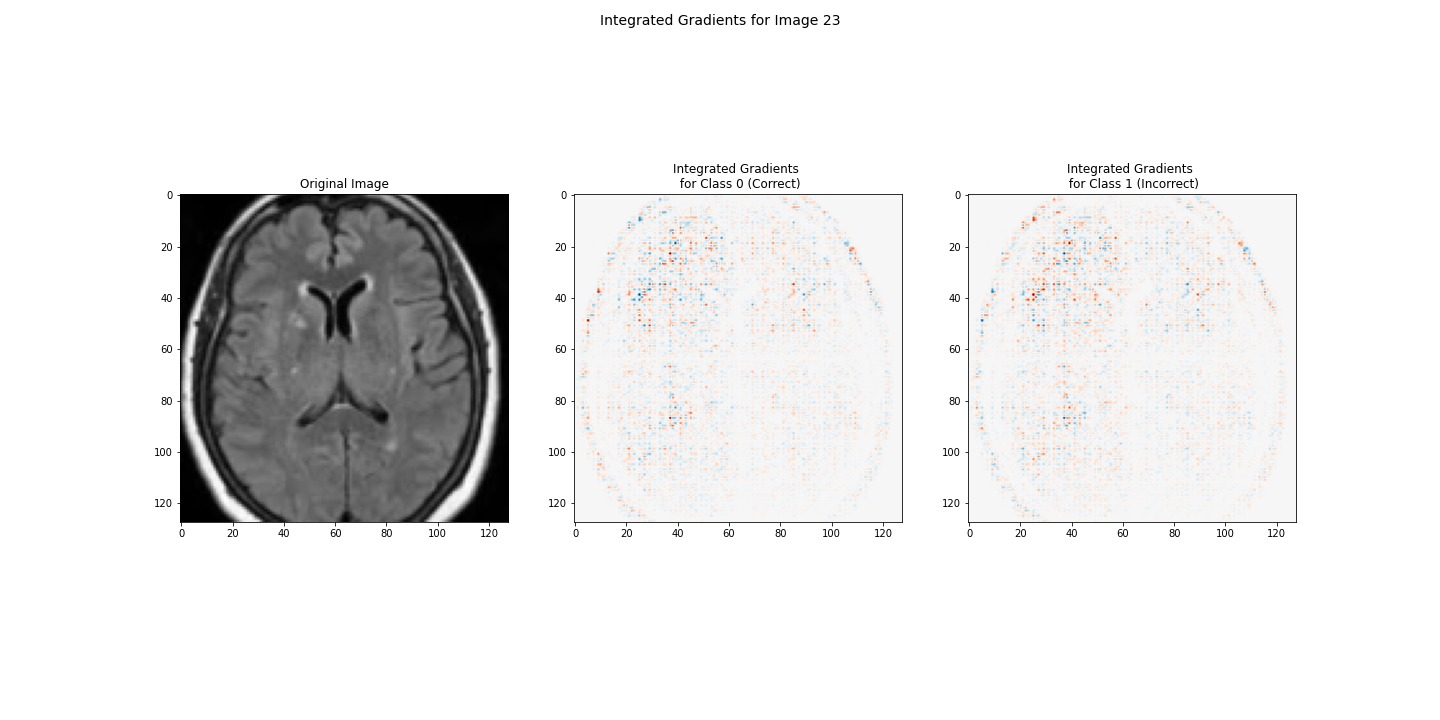 Integrated Gradients for Image 23
Original Image
0
20
40
60
80
100
120
0 20 40 60 80 100 120
Integrated Gradients
for Class 0 (Correct)
0
20
40
60
80
100
120
0 20 40 60 80 100 120
Integrated Gradients
for Class 1 (Incorrect)
0
20
40
60
80
100
120
0 20 40 60 80 100 120